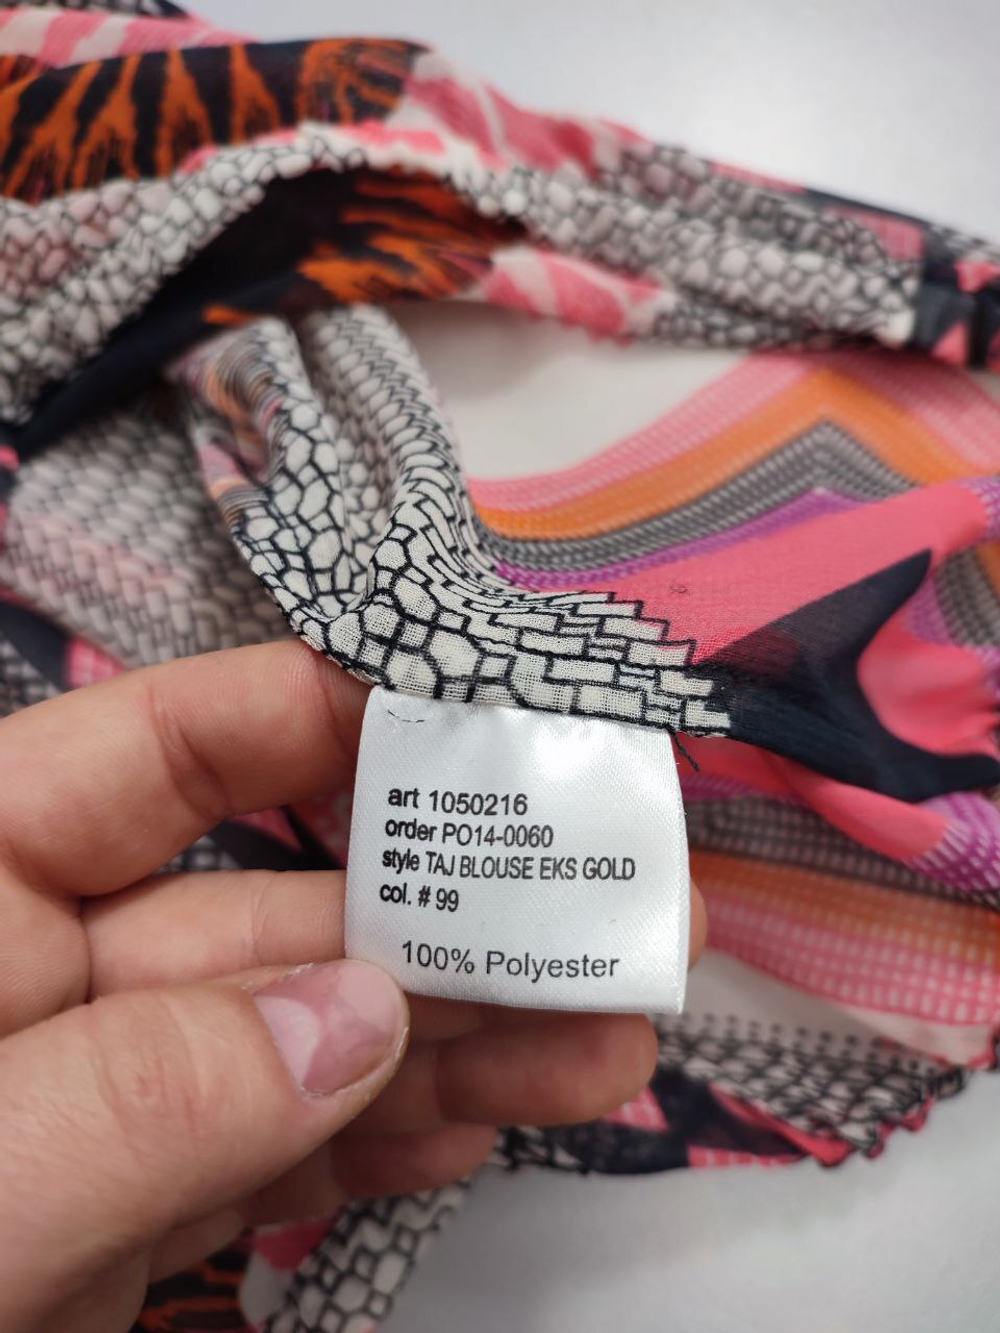 art 1050216
order PO14-0060
style TAJ BLOUSE EKS GOLD
col. # 99
100% Polyester